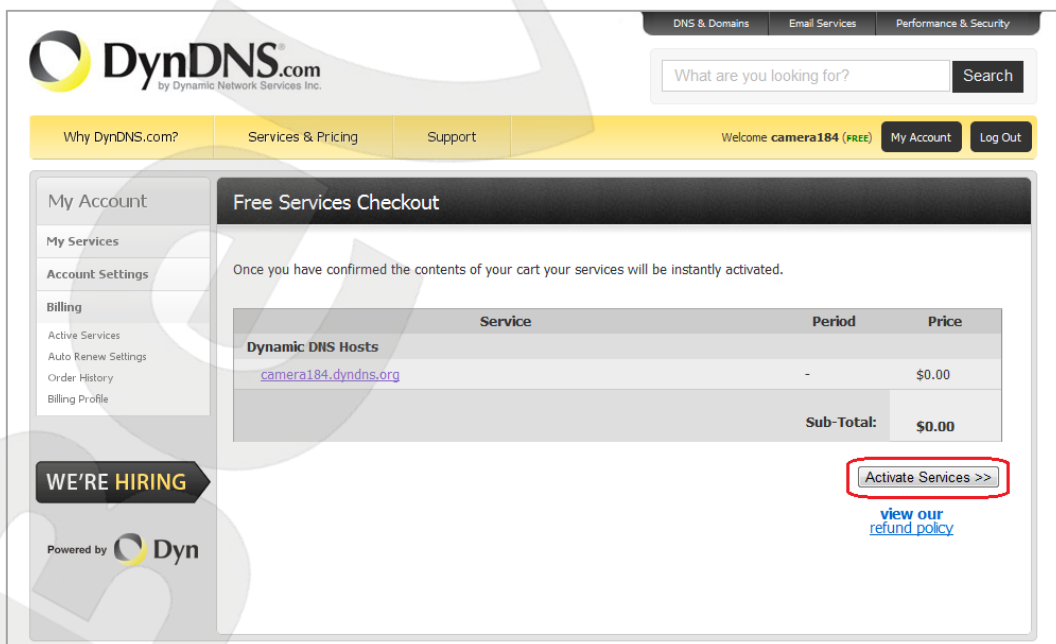 DNS & Domains Email Services Performance & Security
DynDNS®.com
by Dynamic Network Services Inc.
What are you looking for? Search
Why DynDNS.com? Services & Pricing Support Welcome camera184 (FREE) My Account Log Out
My Account
My Services
Account Settings
Billing
Active Services
Auto Renew Settings
Order History
Billing Profile
WE'RE HIRING
Powered by Dyn
Free Services Checkout
Once you have confirmed the contents of your cart your services will be instantly activated.
Service Period Price
Dynamic DNS Hosts
camera184.dyndns.org - $0.00
Sub-Total: $0.00
Activate Services >>
view our
refund policy